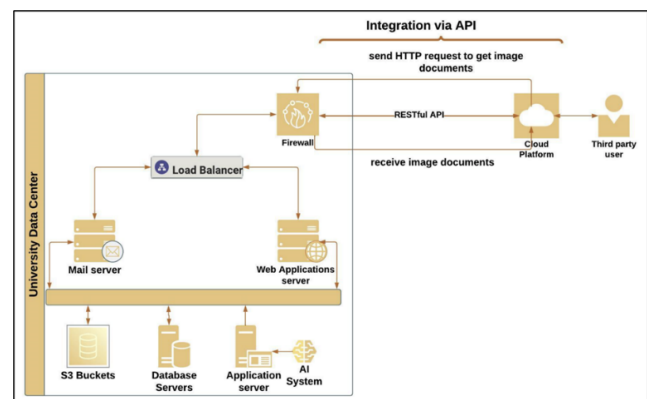 Integration via API
send HTTP request to get image
documents
RESTful API
Firewall
Cloud
Platform
Third party
user
receive image documents
Load Balancer
University Data Center
Mail server
Web Applications
server
S3 Buckets
Database
Servers
Application
server
AI
System